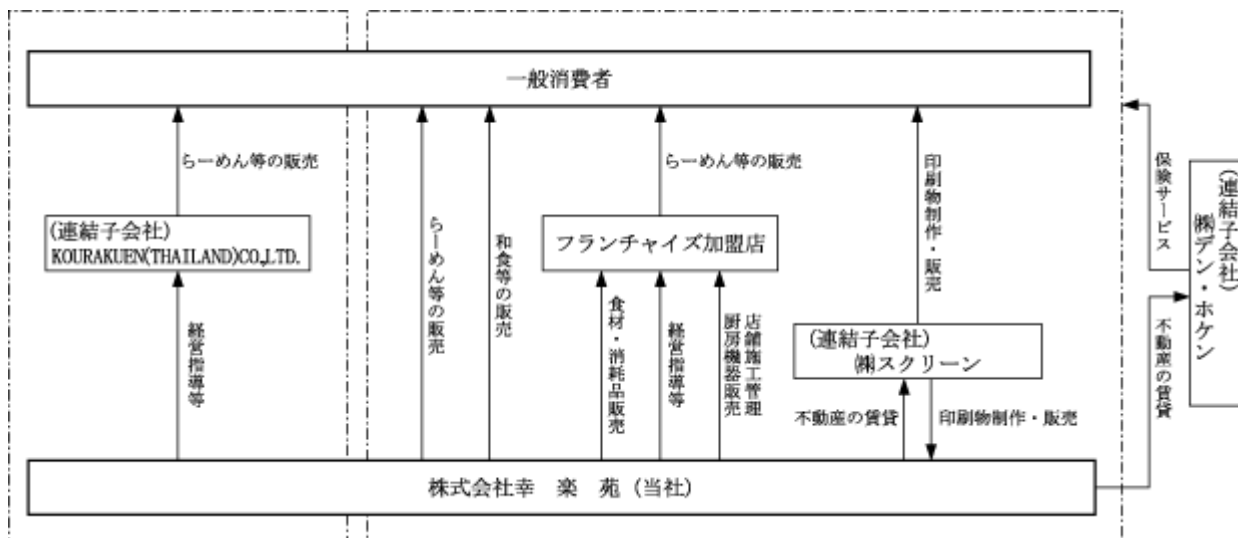 一般消費者
らーめん等の販売
(連結子会社)
KOURAKUEN(THAILAND)CO.,LTD.
経営指導等
らーめん等の販売
和食等の販売
らーめん等の販売
フランチャイズ加盟店
食材・消耗品販売
経営指導等
店舗施工管理
厨房機器販売
印刷物制作・販売
(連結子会社)
㈱スクリーン
不動産の賃貸
印刷物制作・販売
保険サービス
(連結子会社)
㈱デン・ホケン
不動産の賃貸
株式会社幸 楽 苑 (当社)